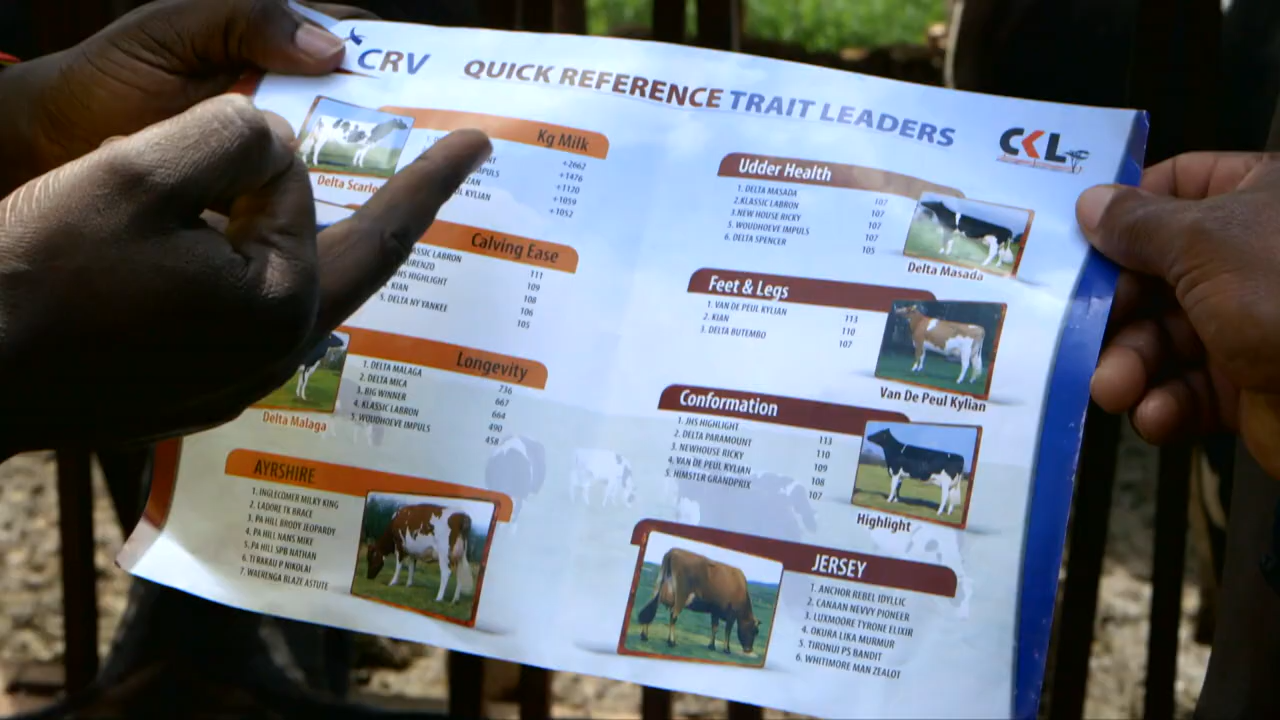 CRV
QUICK REFERENCE TRAIT LEADERS
CKL
Kg Milk
+2662
+1476
+1120
KYLIAN +1059
+1052
Delta
Calving Ease
LABRON 111
109
HIGHLIGHT 108
KIAN 106
5. DELTA NY YANKEE 105
Longevity
1. DELTA MALAGA 736
2. DELTA MICA 667
3. BIG WINNER 664
4. KLASSIC LABRON 490
5. WOUDHOEVE IMPULS 458
Delta Malaga
AYRSHIRE
1. INGLECOMER MILKY KING
2. LADORE TK BRACE
3. PA HILL BRODY JEOPARDY
4. PA HILL NANS MIKE
5. PA HILL SPB NATHAN
6. TI RAKAU P NIKOLAI
7. WAERENGA BLAZE ASTUTE
Udder Health
1. DELTA MASADA 107
2.KLASSIC LABRON 107
3.NEW HOUSE RICKY 107
5. WOUDHOEVE IMPULS 107
6. DELTA SPENCER 105
Delta Masada
Feet & Legs
1. VAN DE PEUL KYLIAN 113
2. KIAN 110
3. DELTA BUTEMBO 107
Van De Peul Kylian
Conformation
1. JHS HIGHLIGHT 113
2. DELTA PARAMOUNT 110
3. NEWHOUSE RICKY 109
4. VAN DE PEUL KYLIAN 108
5. HIMSTER GRANDPRIX 107
Highlight
JERSEY
1. ANCHOR REBEL IDYLLIC
2. CANAAN NEVVY PIONEER
3. LUXMOORE TYRONE ELIXIR
4. OKURA LIKA MURMUR
5. TIRONUI PS BANDIT
6. WHITIMORE MAN ZEALOT